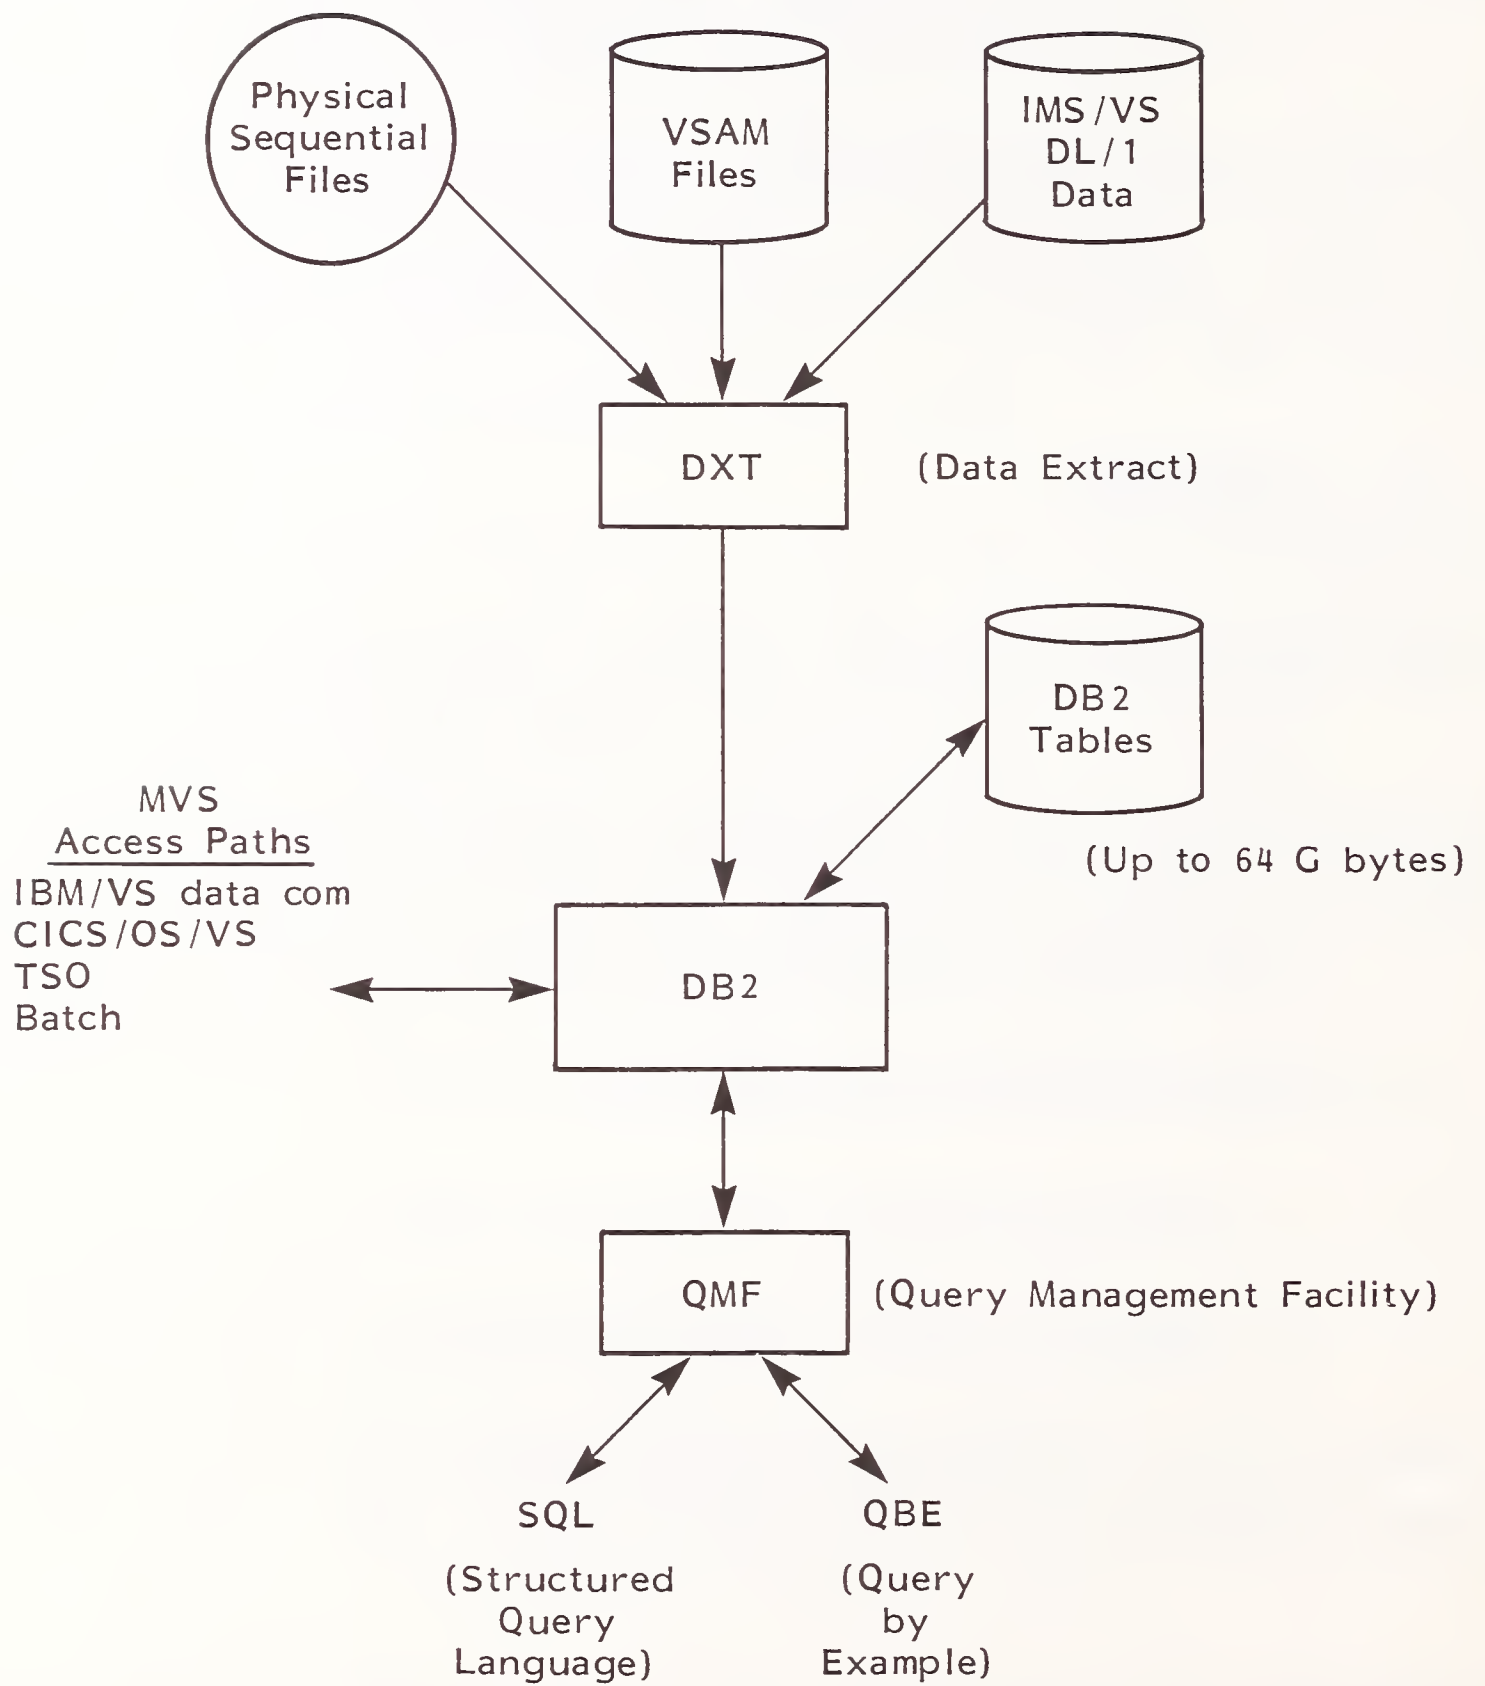 Physical
Sequential
Files
VSAM
Files
IMS/VS
DL/1
Data
DXT
(Data Extract)
DB2
Tables
(Up to 64 G bytes)
MVS
Access Paths
IBM/VS data com
CICS/OS/VS
TSO
Batch
DB2
QMF
(Query Management Facility)
SQL
(Structured
Query
Language)
QBE
(Query
by
Example)